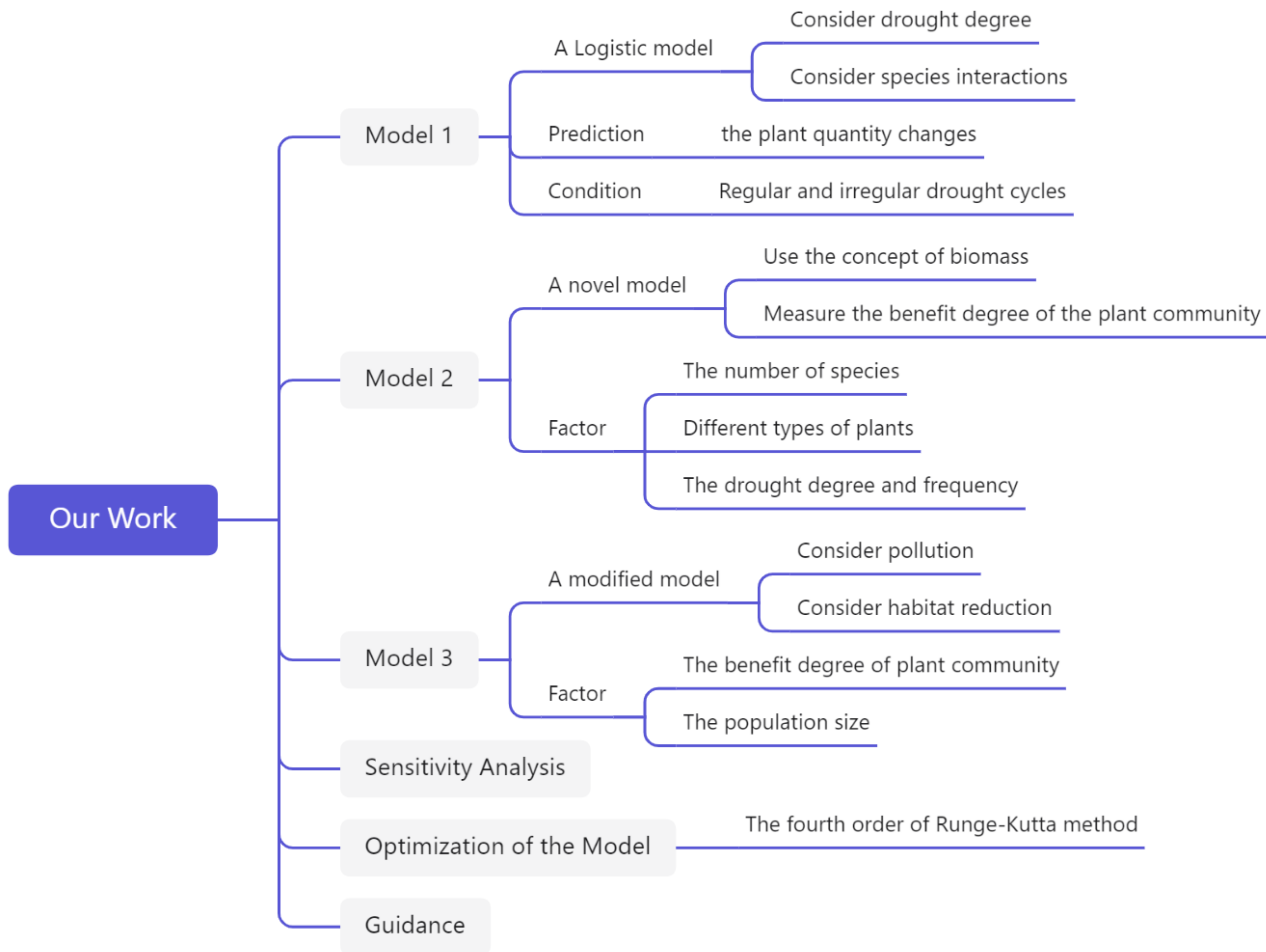 Our Work
Model 1
A Logistic model
Consider drought degree
Consider species interactions
Prediction
the plant quantity changes
Condition
Regular and irregular drought cycles
Model 2
A novel model
Use the concept of biomass
Measure the benefit degree of the plant community
Factor
The number of species
Different types of plants
The drought degree and frequency
Model 3
A modified model
Consider pollution
Consider habitat reduction
Factor
The benefit degree of plant community
The population size
Sensitivity Analysis
Optimization of the Model
The fourth order of Runge-Kutta method
Guidance